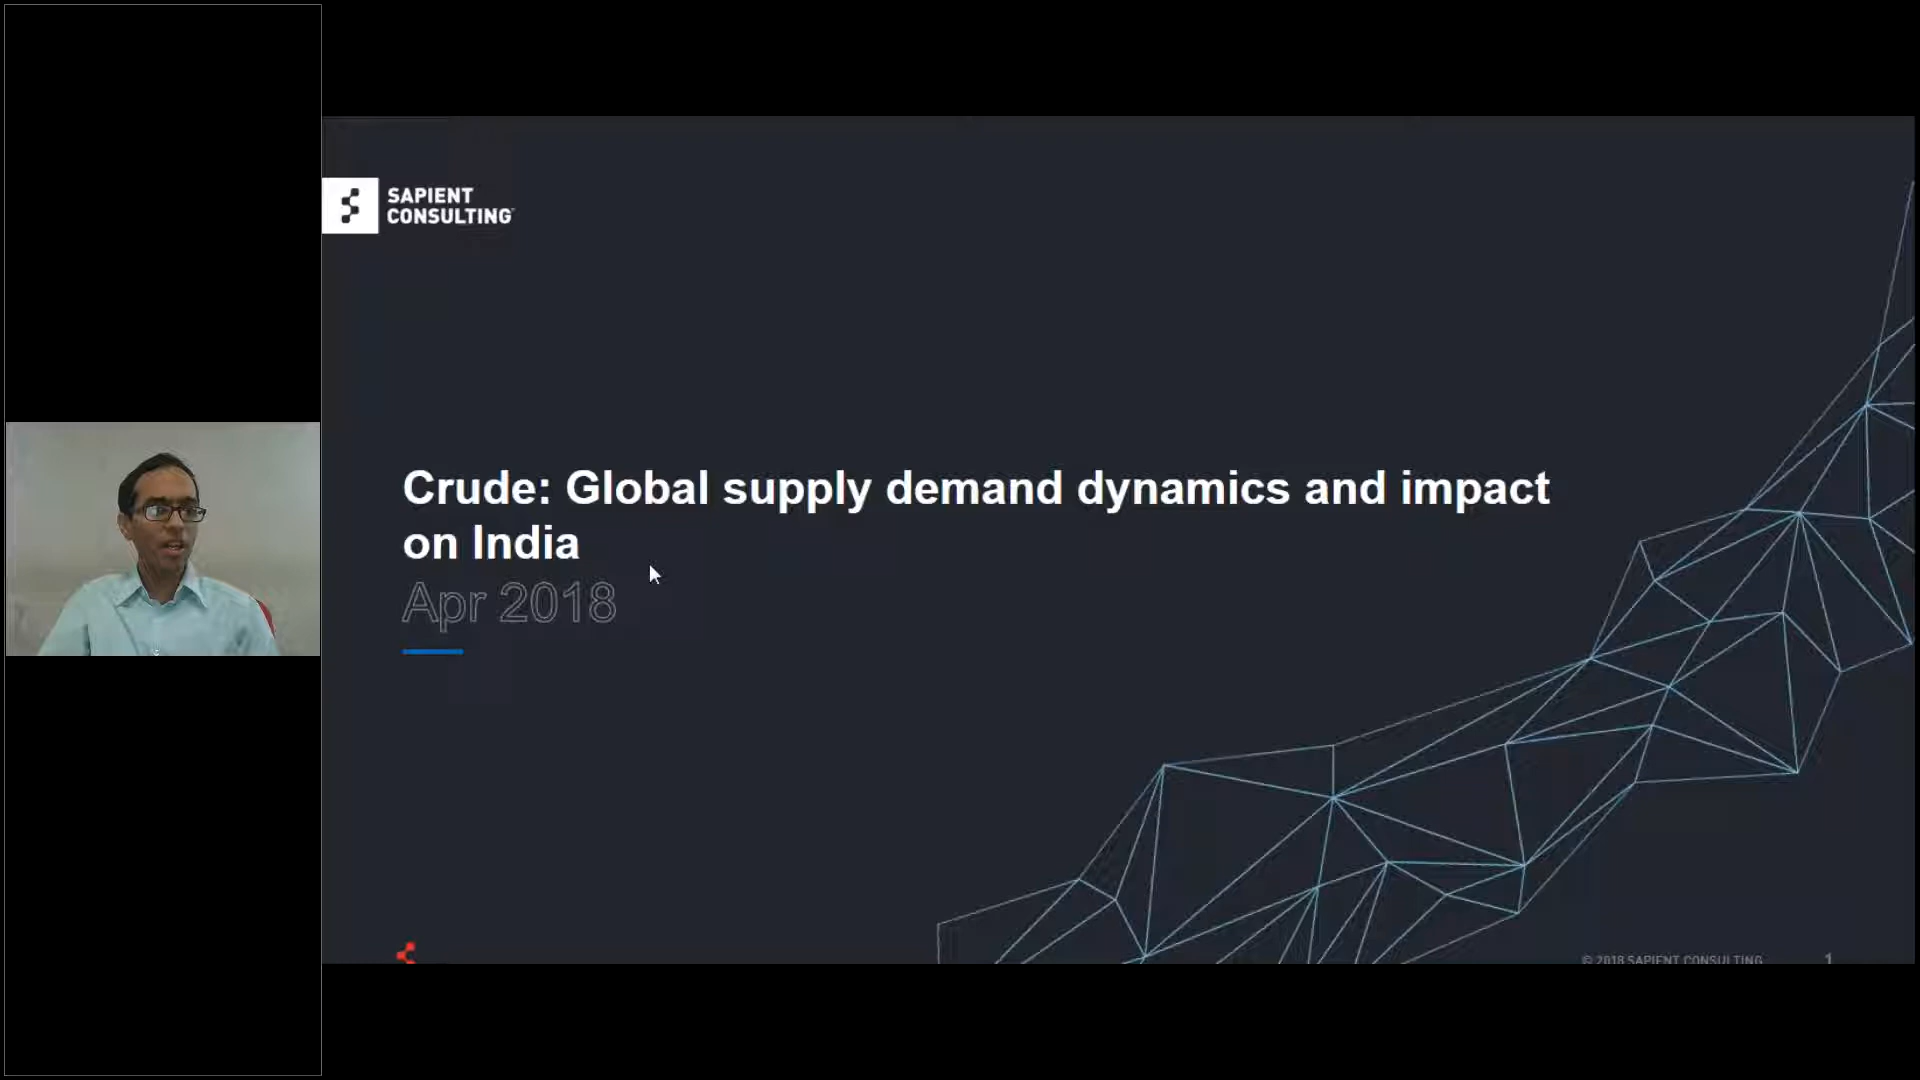 SAPIENT
CONSULTING
Crude: Global supply demand dynamics and impact
on India
Apr 2018
© 2018 SAPIENT CONSULTING 1